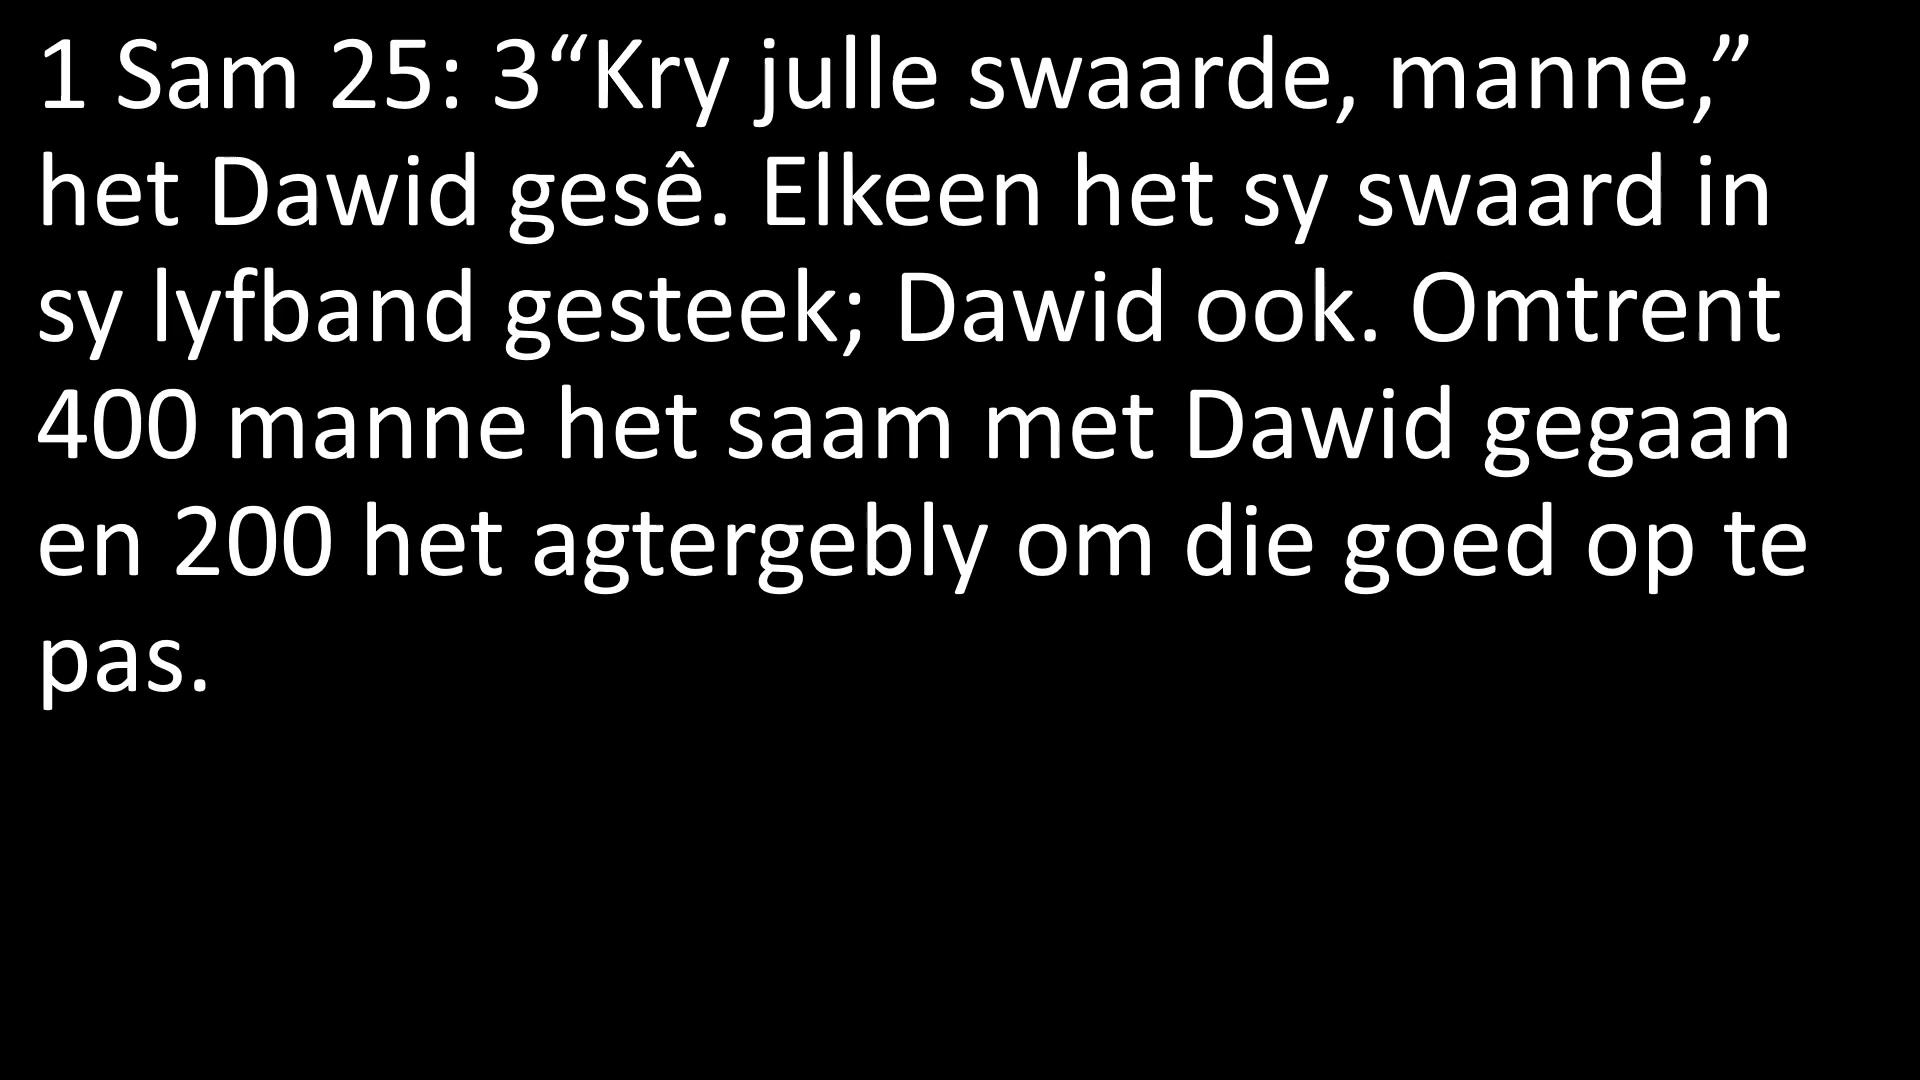 1 Sam 25: 3“Kry julle swaarde, manne,”
het Dawid gesê. Elkeen het sy swaard in
sy lyfband gesteek; Dawid ook. Omtrent
400 manne het saam met Dawid gegaan
en 200 het agtergebly om die goed op te
pas.